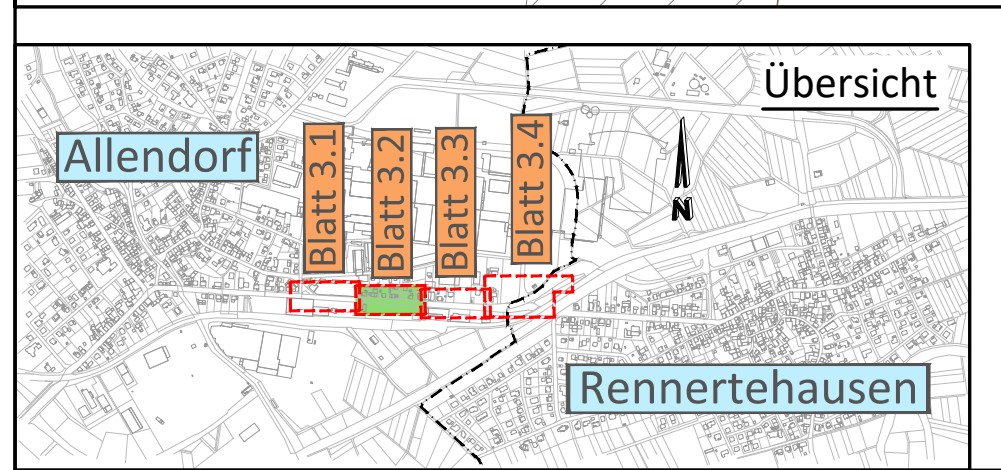 Übersicht
Allendorf
Blatt 3.1
Blatt 3.2
Blatt 3.3
Blatt 3.4
N
Rennertehausen